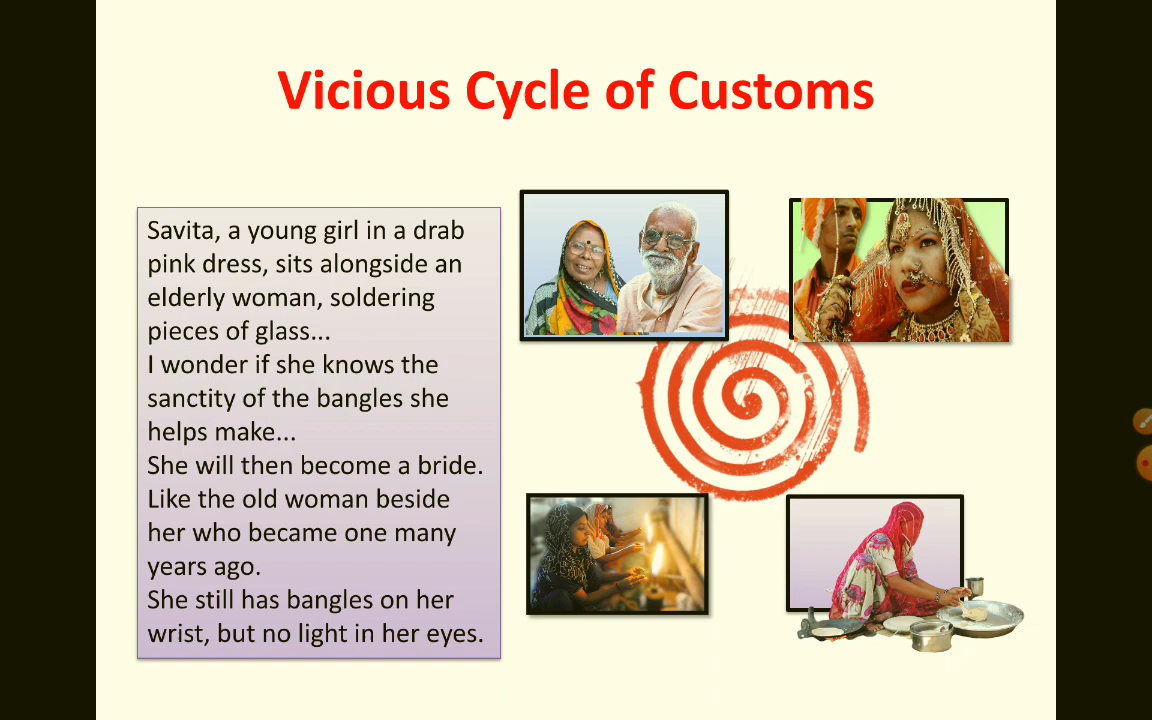 Vicious Cycle of Customs
Savita, a young girl in a drab
pink dress, sits alongside an
elderly woman, soldering
pieces of glass...
I wonder if she knows the
sanctity of the bangles she
helps make...
She will then become a bride.
Like the old woman beside
her who became one many
years ago.
She still has bangles on her
wrist, but no light in her eyes.